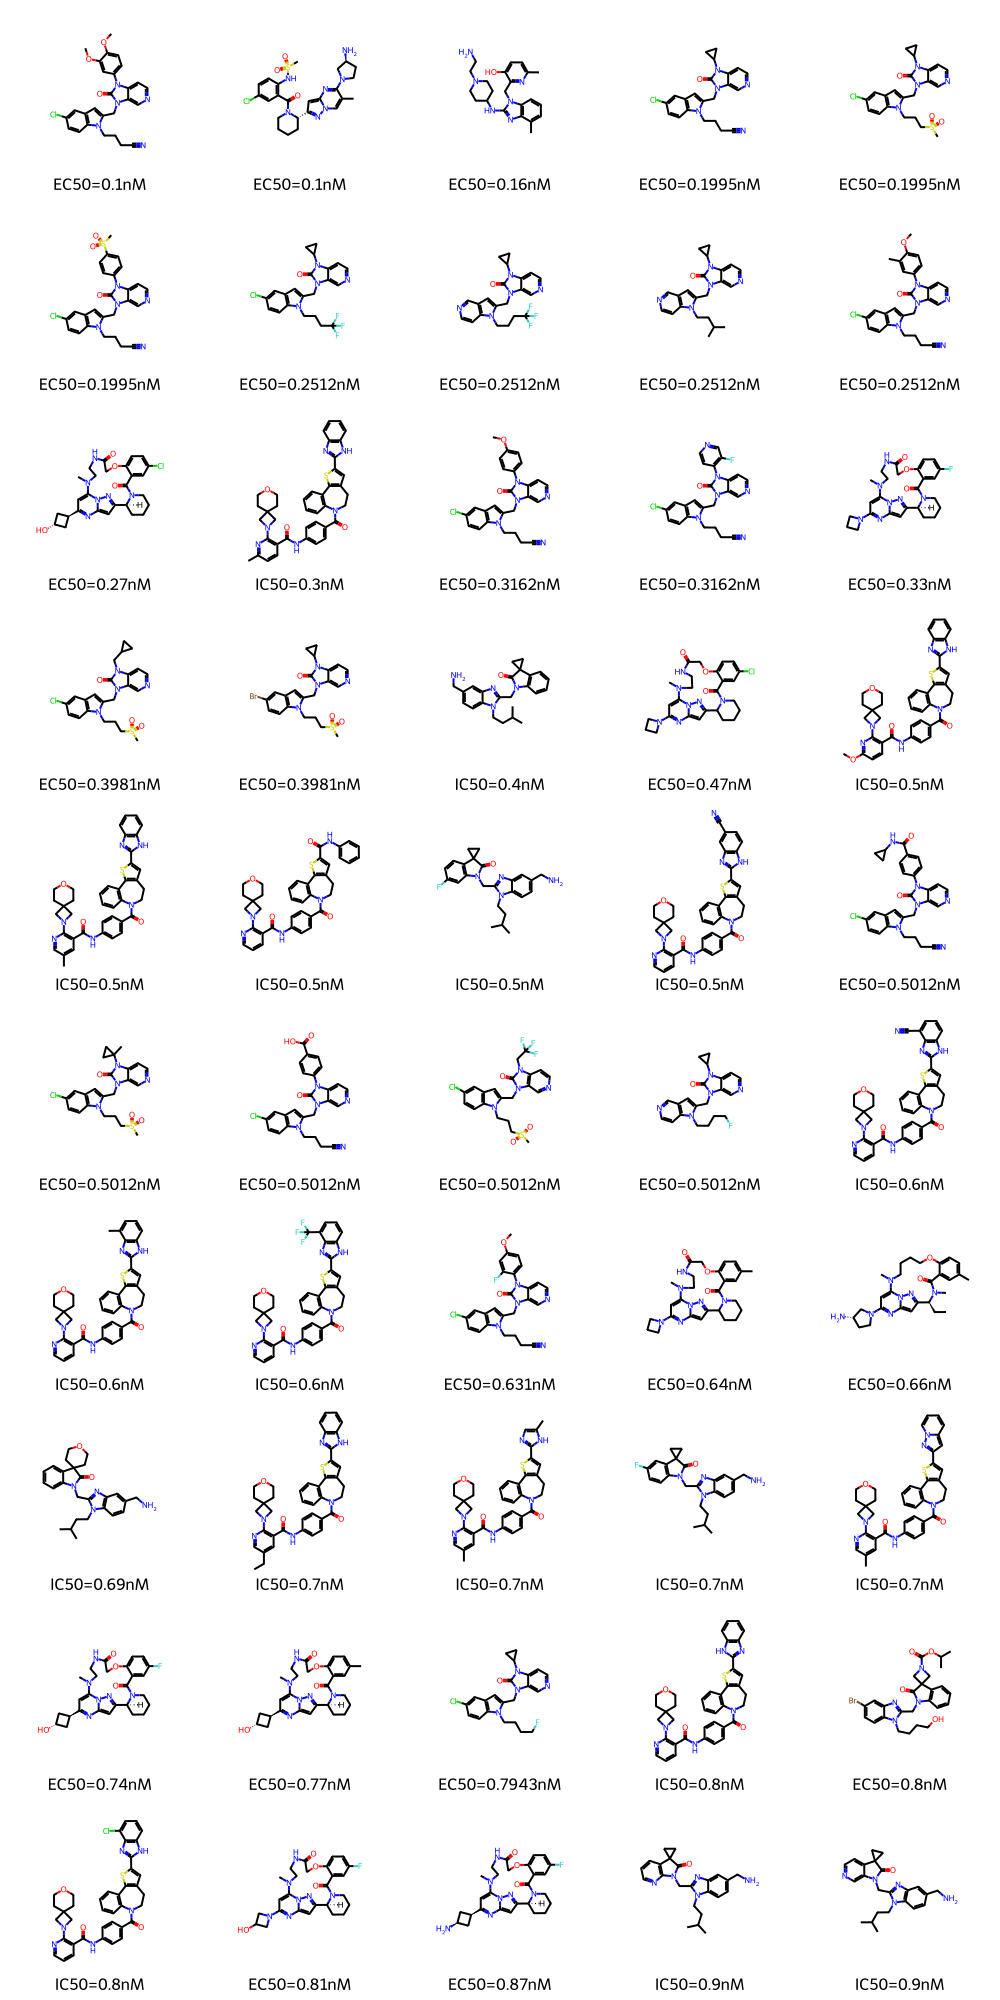 EC50=0.1nM EC50=0.1nM EC50=0.16nM EC50=0.1995nM EC50=0.1995nM
EC50=0.1995nM EC50=0.2512nM EC50=0.2512nM EC50=0.2512nM EC50=0.2512nM
EC50=0.27nM IC50=0.3nM EC50=0.3162nM EC50=0.3162nM EC50=0.33nM
EC50=0.3981nM EC50=0.3981nM IC50=0.4nM EC50=0.47nM IC50=0.5nM
IC50=0.5nM IC50=0.5nM IC50=0.5nM IC50=0.5nM EC50=0.5012nM
EC50=0.5012nM EC50=0.5012nM EC50=0.5012nM EC50=0.5012nM IC50=0.6nM
IC50=0.6nM IC50=0.6nM EC50=0.631nM EC50=0.64nM EC50=0.66nM
IC50=0.69nM IC50=0.7nM IC50=0.7nM IC50=0.7nM IC50=0.7nM
EC50=0.74nM EC50=0.77nM EC50=0.7943nM IC50=0.8nM EC50=0.8nM
IC50=0.8nM EC50=0.81nM EC50=0.87nM IC50=0.9nM IC50=0.9nM